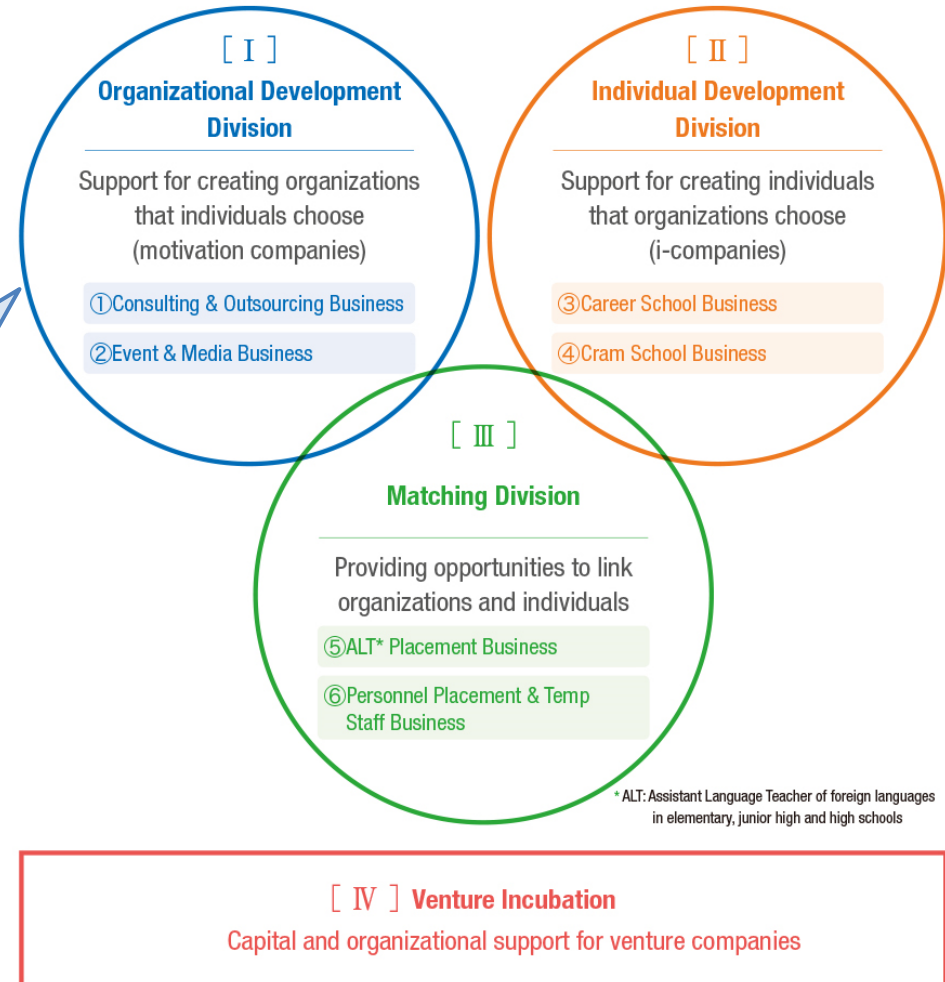 [ Ⅰ ]
Organizational Development
Division
Support for creating organizations
that individuals choose
(motivation companies)
①Consulting & Outsourcing Business
②Event & Media Business
[ Ⅱ ]
Individual Development
Division
Support for creating individuals
that organizations choose
(i-companies)
③Career School Business
④Cram School Business
[ Ⅲ ]
Matching Division
Providing opportunities to link
organizations and individuals
⑤ALT* Placement Business
⑥Personnel Placement & Temp
Staff Business
* ALT: Assistant Language Teacher of foreign languages
in elementary, junior high and high schools
[ Ⅳ ] Venture Incubation
Capital and organizational support for venture companies